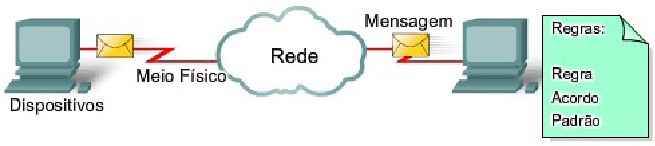 Dispositivos
Meio Físico
Rede
Mensagem
Regras:
Regra
Acordo
Padrão